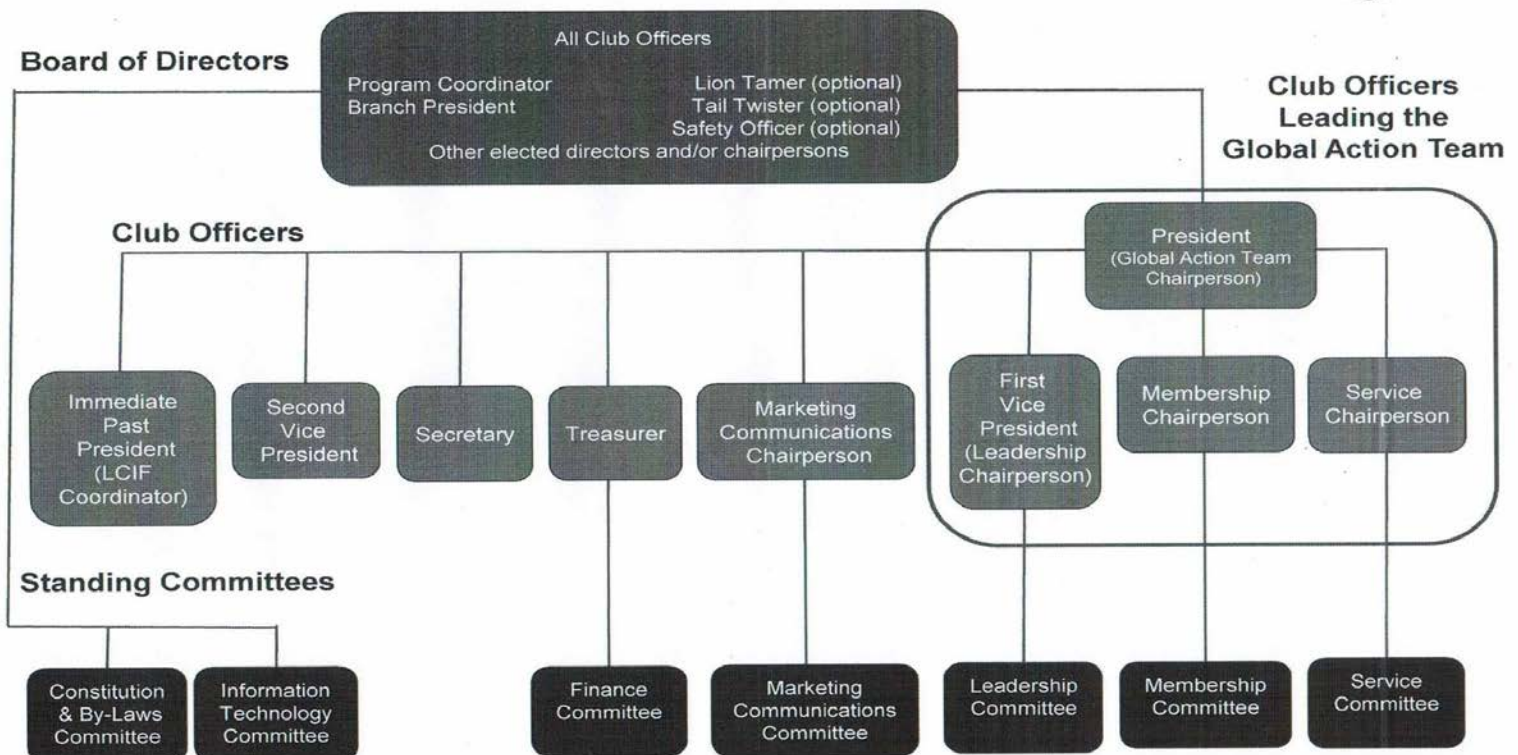 All Club Officers
Board of Directors
Program Coordinator
Lion Tamer (optional)
Branch President
Tail Twister (optional)
Safety Officer (optional)
Other elected directors and/or chairpersons
Club Officers
Leading the
Global Action Team
Club Officers
President
(Global Action Team
Chairperson)
Immediate
Past
President
(LCIF
Coordinator)
Second
Vice
President
Secretary
Treasurer
Marketing
Communications
Chairperson
First
Vice
President
(Leadership
Chairperson)
Membership
Chairperson
Service
Chairperson
Standing Committees
Constitution
& By-Laws
Committee
Information
Technology
Committee
Finance
Committee
Marketing
Communications
Committee
Leadership
Committee
Membership
Committee
Service
Committee